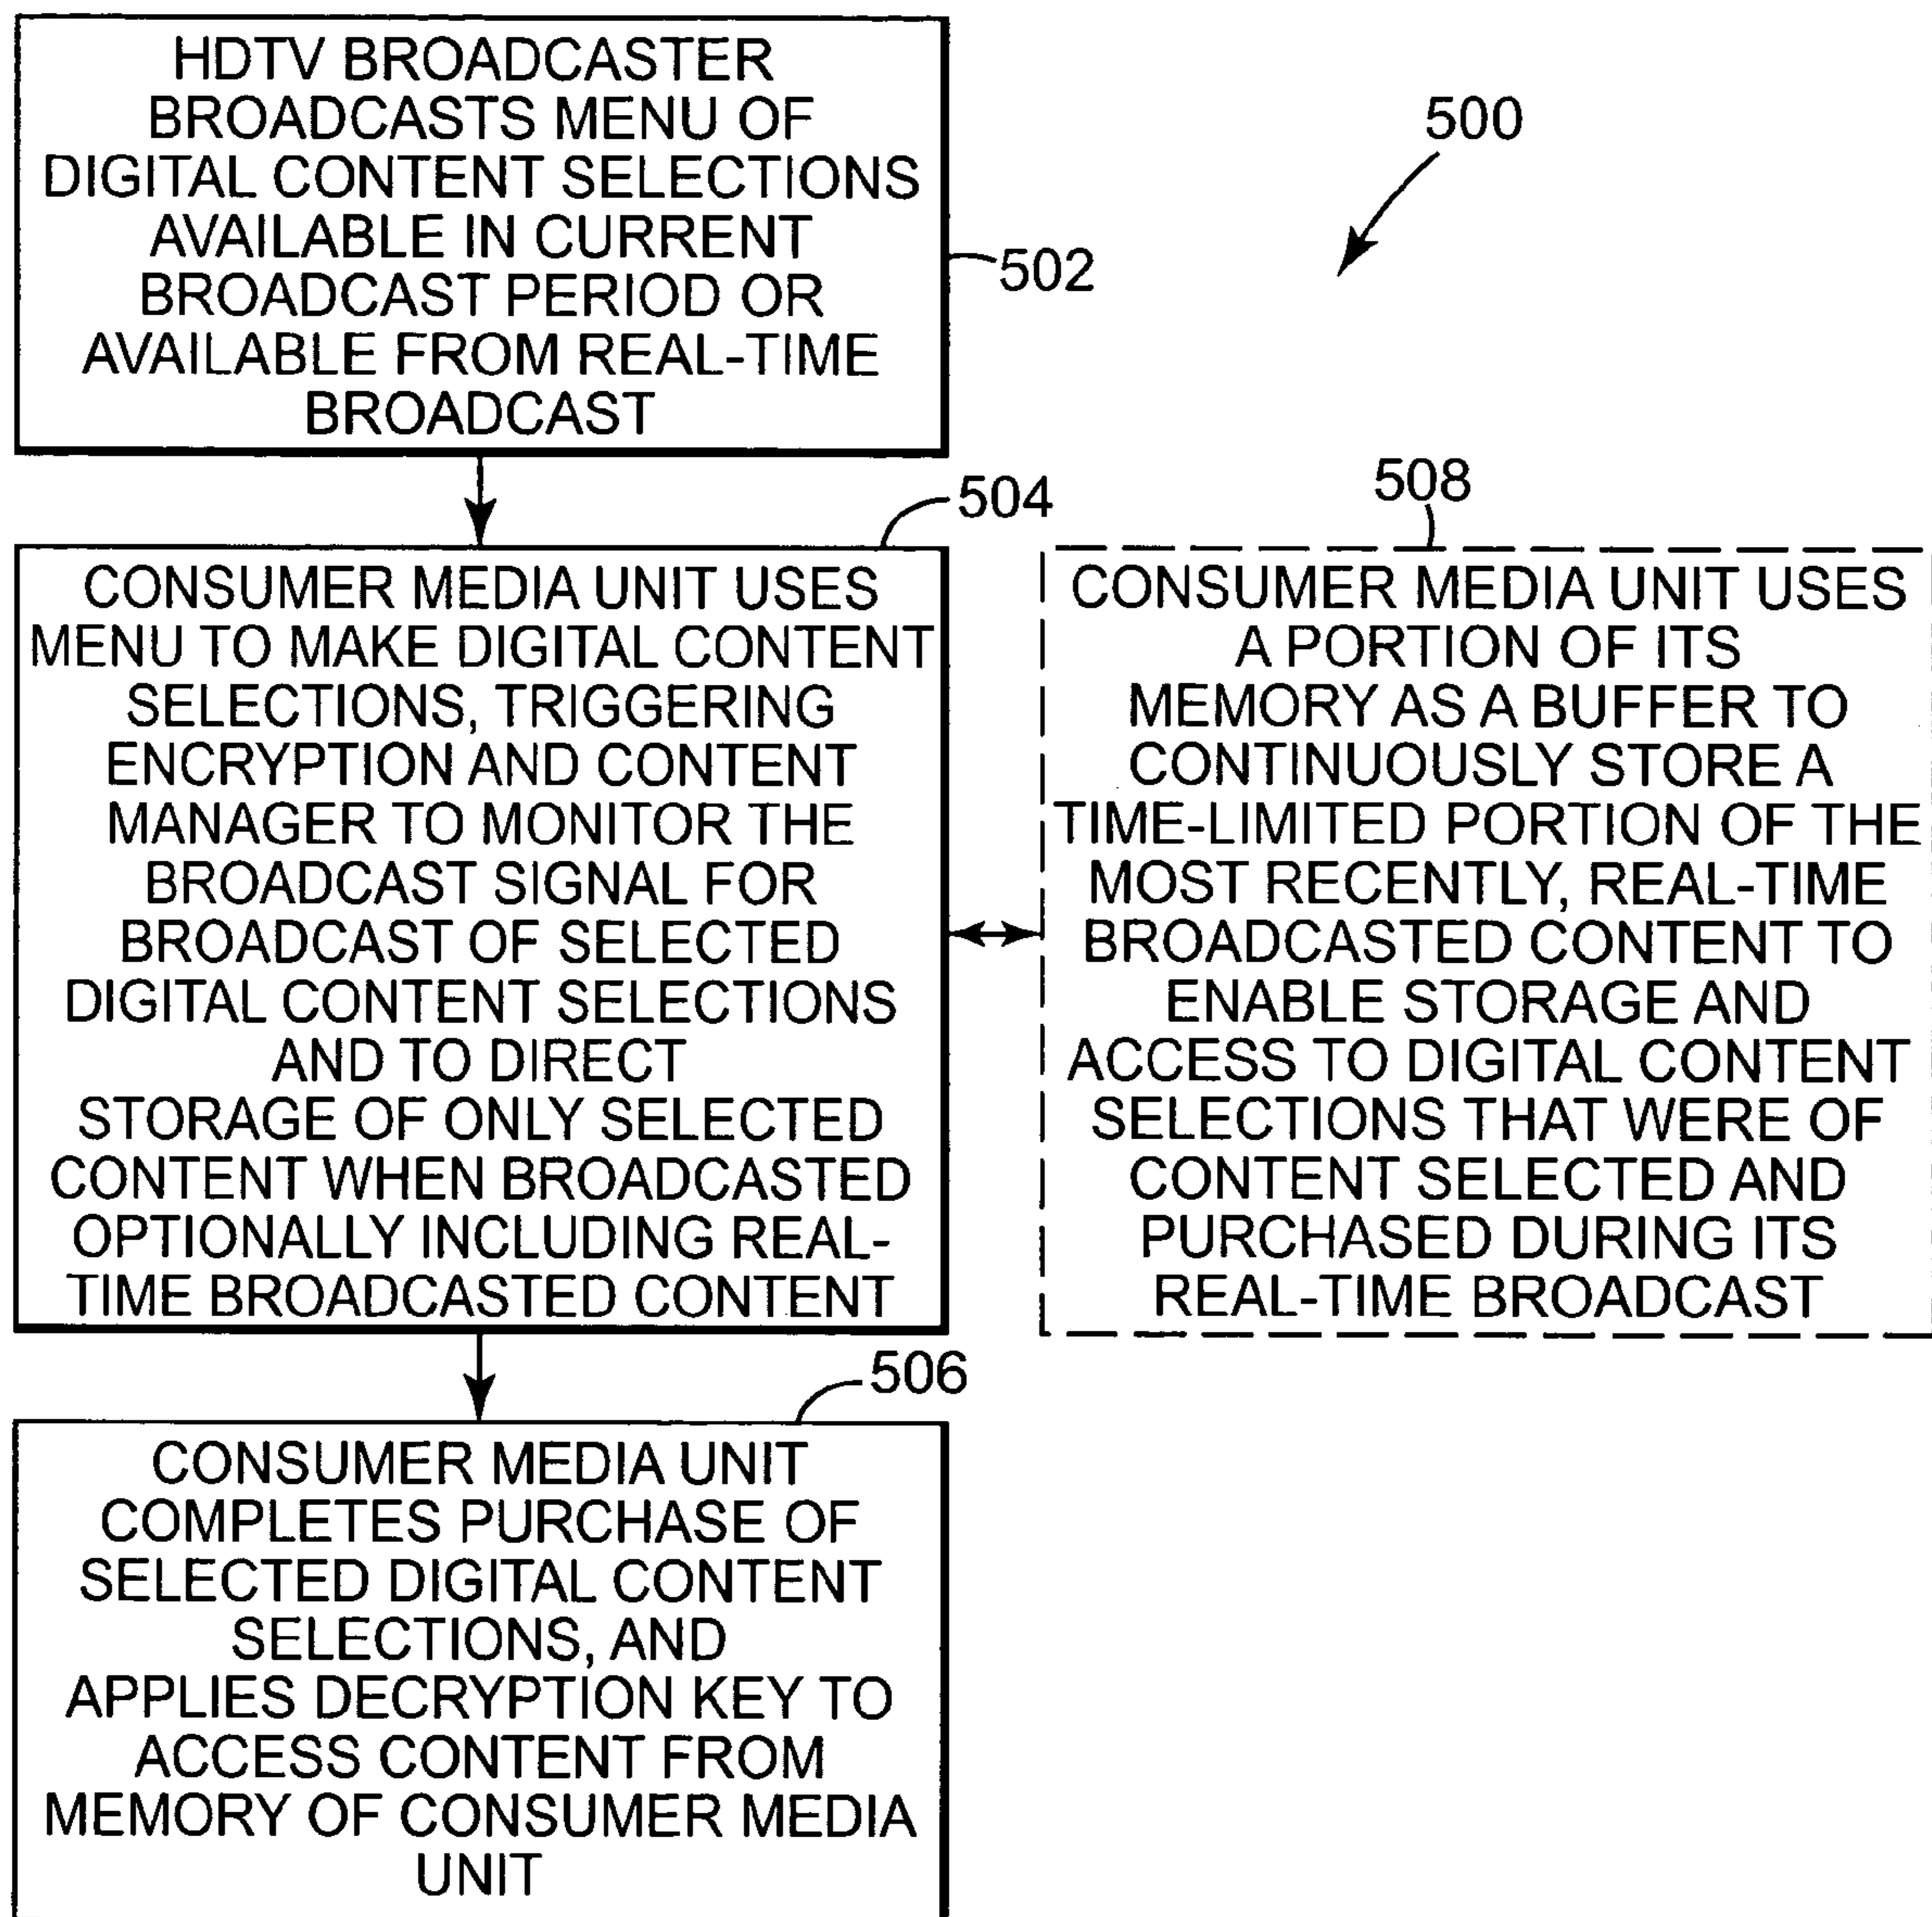 HDTV BROADCASTER
BROADCASTS MENU OF
DIGITAL CONTENT SELECTIONS
AVAILABLE IN CURRENT
BROADCAST PERIOD OR
AVAILABLE FROM REAL-TIME
BROADCAST
502
500
504
CONSUMER MEDIA UNIT USES
MENU TO MAKE DIGITAL CONTENT
SELECTIONS, TRIGGERING
ENCRYPTION AND CONTENT
MANAGER TO MONITOR THE
BROADCAST SIGNAL FOR
BROADCAST OF SELECTED
DIGITAL CONTENT SELECTIONS
AND TO DIRECT
STORAGE OF ONLY SELECTED
CONTENT WHEN BROADCASTED
OPTIONALLY INCLUDING REAL-
TIME BROADCASTED CONTENT
508
CONSUMER MEDIA UNIT USES
A PORTION OF ITS
MEMORY AS A BUFFER TO
CONTINUOUSLY STORE A
TIME-LIMITED PORTION OF THE
MOST RECENTLY, REAL-TIME
BROADCASTED CONTENT TO
ENABLE STORAGE AND
ACCESS TO DIGITAL CONTENT
SELECTIONS THAT WERE OF
CONTENT SELECTED AND
PURCHASED DURING ITS
REAL-TIME BROADCAST
506
CONSUMER MEDIA UNIT
COMPLETES PURCHASE OF
SELECTED DIGITAL CONTENT
SELECTIONS, AND
APPLIES DECRYPTION KEY TO
ACCESS CONTENT FROM
MEMORY OF CONSUMER MEDIA
UNIT